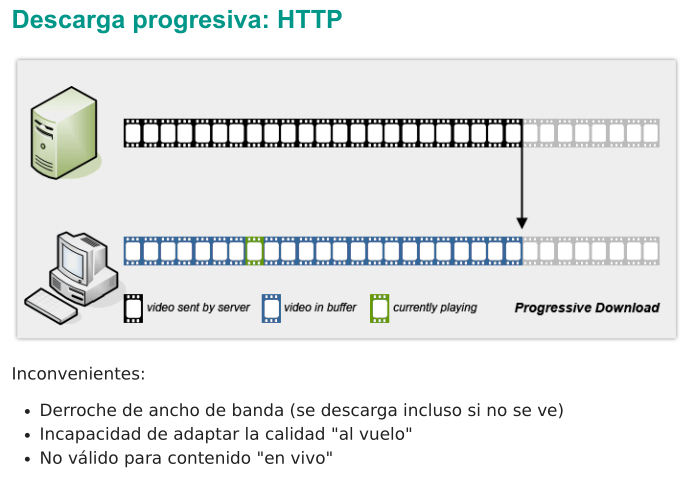 Descarga progresiva: HTTP
video sent by server
video in buffer
currently playing
Progressive Download
Inconvenientes:
• Derroche de ancho de banda (se descarga incluso si no se ve)
• Incapacidad de adaptar la calidad "al vuelo"
• No válido para contenido "en vivo"